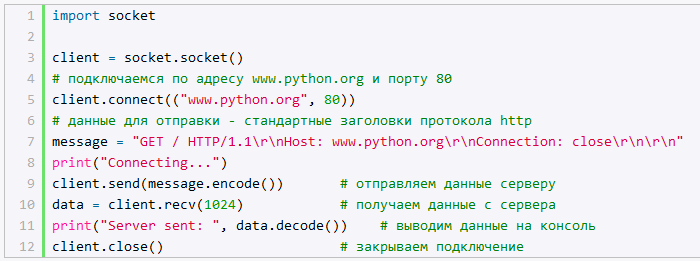 1 import socket
2
3 client = socket.socket()
4 # подключаемся по адресу www.python.org и порту 80
5 client.connect(("www.python.org", 80))
6 # данные для отправки - стандартные заголовки протокола http
7 message = "GET / HTTP/1.1\r\nHost: www.python.org\r\nConnection: close\r\n\r\n"
8 print("Connecting...")
9 client.send(message.encode())       # отправляем данные серверу
10 data = client.recv(1024)            # получаем данные с сервера
11 print("Server sent: ", data.decode())    # выводим данные на консоль
12 client.close()                      # закрываем подключение